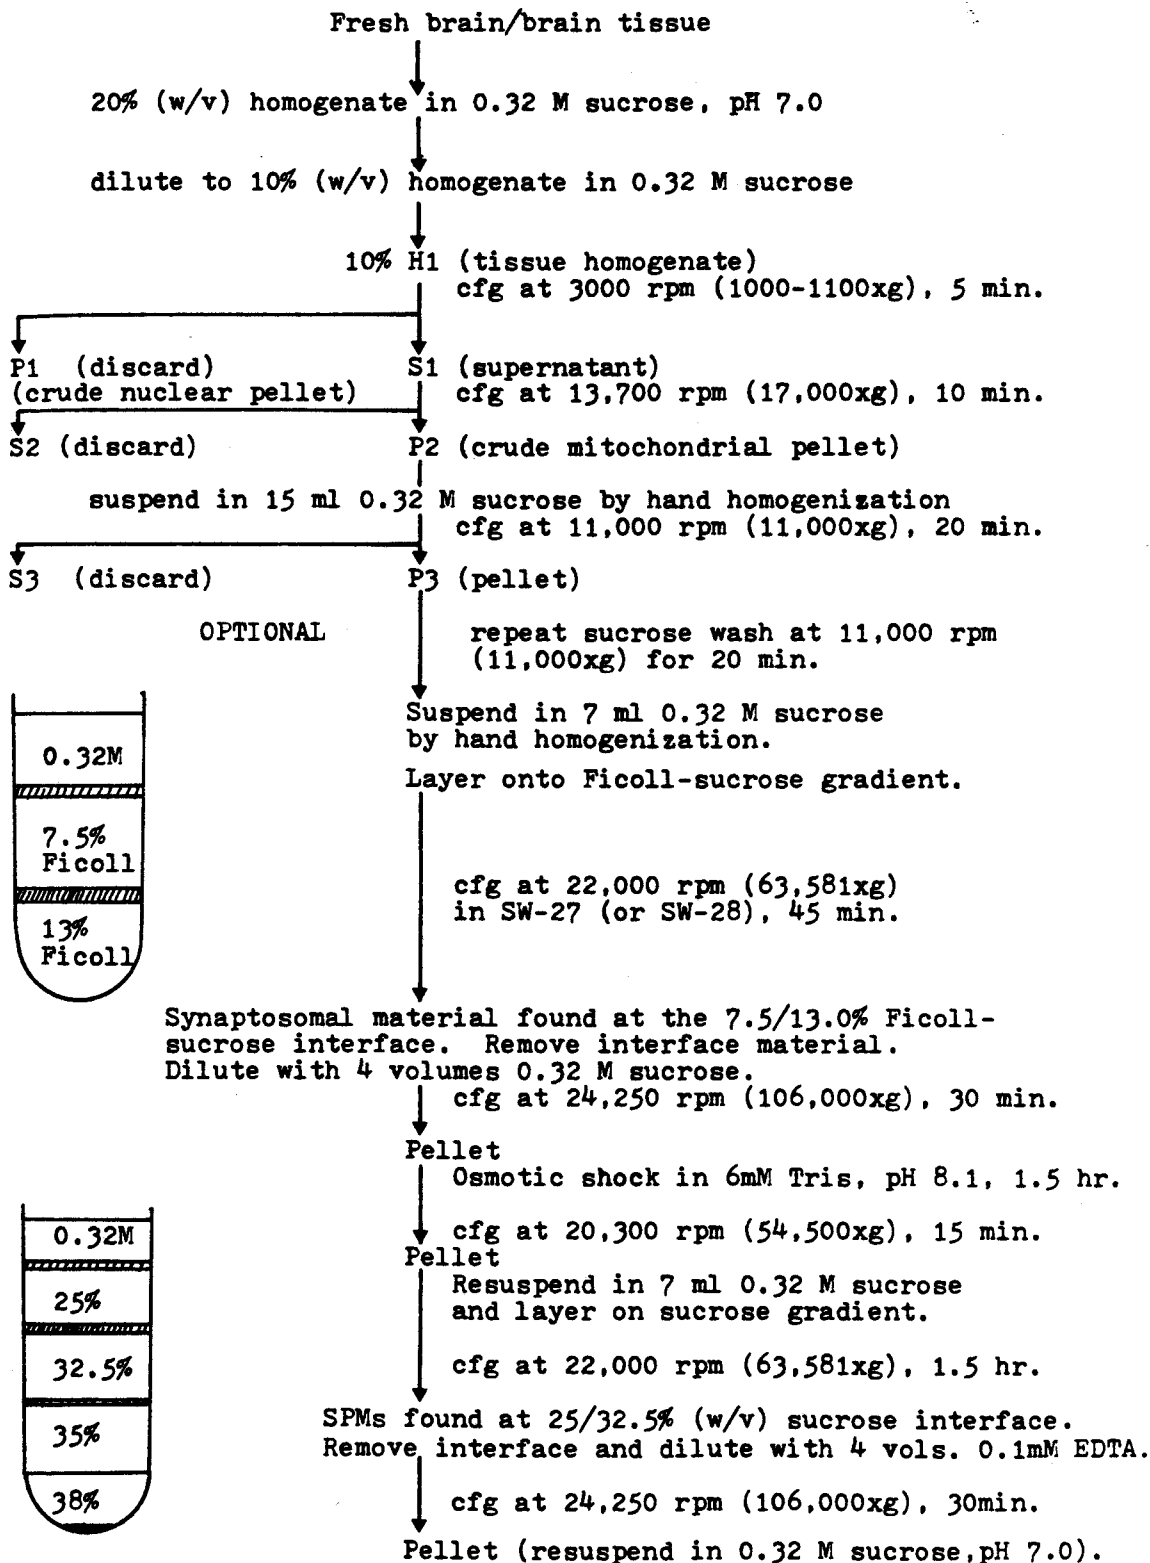 Fresh brain/brain tissue
20% (w/v) homogenate in 0.32 M sucrose, pH 7.0
dilute to 10% (w/v) homogenate in 0.32 M sucrose
10% H1 (tissue homogenate)
cfg at 3000 rpm (1000-1100xg), 5 min.
P1 (discard)
(crude nuclear pellet)
S1 (supernatant)
cfg at 13,700 rpm (17,000xg), 10 min.
S2 (discard)
P2 (crude mitochondrial pellet)
suspend in 15 ml 0.32 M sucrose by hand homogenization
cfg at 11,000 rpm (11,000xg), 20 min.
S3 (discard)
P3 (pellet)
OPTIONAL
repeat sucrose wash at 11,000 rpm
(11,000xg) for 20 min.
Suspend in 7 ml 0.32 M sucrose
by hand homogenization.
Layer onto Ficoll-sucrose gradient.
0.32M
7.5%
Ficoll
13%
Ficoll
cfg at 22,000 rpm (63,581xg)
in SW-27 (or SW-28), 45 min.
Synaptosomal material found at the 7.5/13.0% Ficoll-
sucrose interface. Remove interface material.
Dilute with 4 volumes 0.32 M sucrose.
cfg at 24,250 rpm (106,000xg), 30 min.
Pellet
Osmotic shock in 6mM Tris, pH 8.1, 1.5 hr.
cfg at 20,300 rpm (54,500xg), 15 min.
Pellet
Resuspend in 7 ml 0.32 M sucrose
and layer on sucrose gradient.
cfg at 22,000 rpm (63,581xg), 1.5 hr.
0.32M
25%
32.5%
35%
38%
SPMs found at 25/32.5% (w/v) sucrose interface.
Remove interface and dilute with 4 vols. 0.1mM EDTA.
cfg at 24,250 rpm (106,000xg), 30min.
Pellet (resuspend in 0.32 M sucrose,pH 7.0).